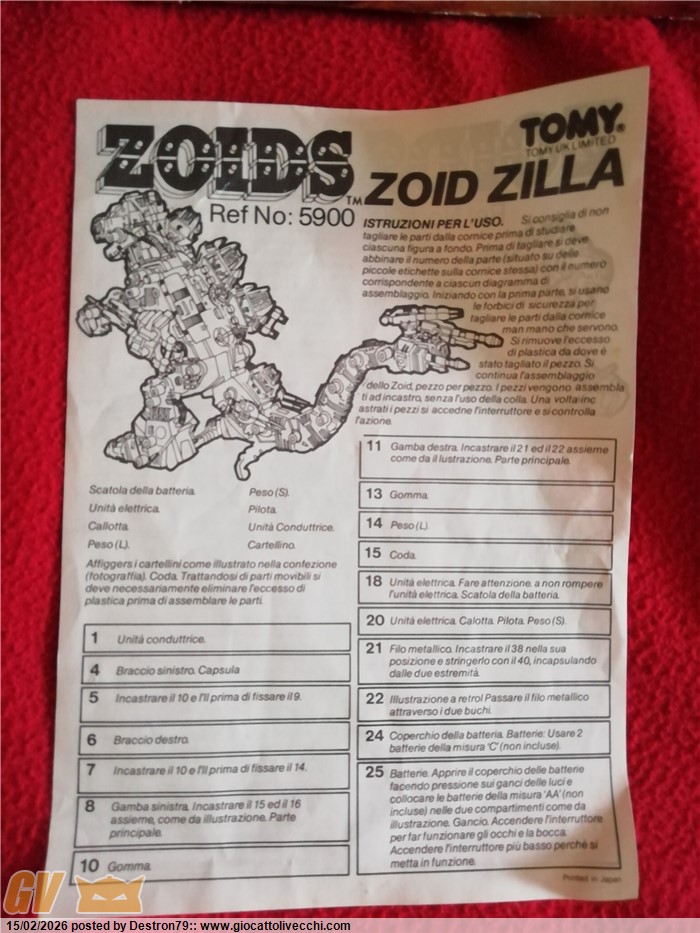 ZOIDS TM
Ref No: 5900
TOMY®
TOMY UK LIMITED
ZOID ZILLA
ISTRUZIONI PER L'USO. Si consiglia di non
tagliare le parti dalla cornice prima di studiare
ciascuna figura a fondo. Prima di tagliare si deve
abbinare il numero della parte (situato su delle
piccole etichette sulla cornice stessa) con il numero
corrispondente a ciascun diagramma di
assemblaggio. Iniziando con la prima parte, si usano
le forbici di sicurezza per
tagliare le parti dalla cornice
man mano che servono.
Si rimuove l'eccesso
di plastica da dove è
stato tagliato il pezzo. Si
continua l'assemblaggio
dello Zoid, pezzo per pezzo. I pezzi vengono assembla
ti ad incastro, senza l'uso della colla. Una volta inc
astrati i pezzi si accedne l'interruttore e si controlla
l'azione.
Scatola della batteria. Peso (S).
Unità elettrica. Pilota.
Callotta. Unità Conduttrice.
Peso (L). Cartellino.
Affiggers i cartellini come illustrato nella confezione
(fotograffia). Coda. Trattandosi di parti movibili si
deve necessariamente eliminare l'eccesso di
plastica prima di assemblare le parti.
1 Unità conduttrice.
4 Braccio sinistro. Capsula
5 Incastrare il 10 e l'll prima di fissare il 9.
6 Braccio destro.
7 Incastrare il 10 e l'll prima di fissare il 14.
8 Gamba sinistra. Incastrare il 15 ed il 16
assieme, come da illustrazione. Parte
principale.
10 Gomma.
11 Gamba destra. Incastrare il 21 ed il 22 assieme
come da il lustrazione. Parte principale.
13 Gomma.
14 Peso (L).
15 Coda.
18 Unità elettrica. Fare attenzione. a non rompere
l'unità elettrica. Scatola della batteria.
20 Unità elettrica. Calotta. Pilota. Peso (S).
21 Filo metallico. Incastrare il 38 nella sua
posizione e stringerlo con il 40, incapsulando
dalle due estremità.
22 Illustrazione a retro! Passare il filo metallico
attraverso i due buchi.
24 Coperchio della batteria. Batterie: Usare 2
batterie della misura 'C' (non incluse).
25 Batterie. Apprire il coperchio delle batterie
facendo pressione sui ganci delle luci e
collocare le batterie della misura 'AA' (non
incluse) nelle due compartimenti come da
illustrazione. Gancio. Accendere l'interruttore
per far funzionare gli occhi e la bocca.
Accendere l'interruttore più basso perchè si
metta in funzione.
Printed in Japan
GV
15/02/2026 posted by Destron79:: www.giocattolivecchi.com